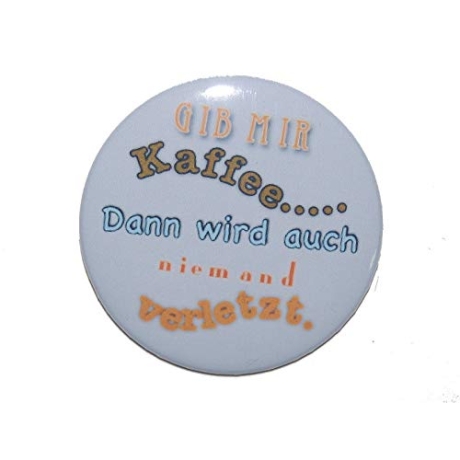 GIB MIR
Kaffee.....
Dann wird auch
niemand
verletzt.